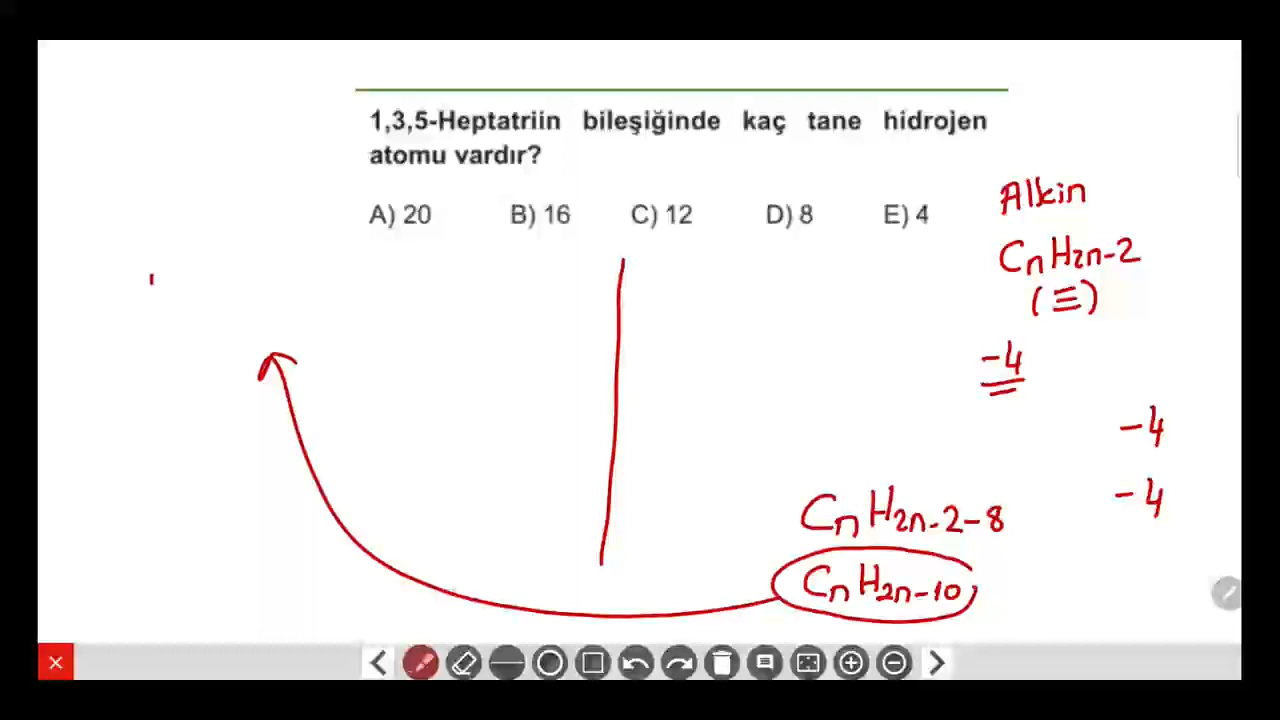 1,3,5-Heptatriin bileşiğinde kaç tane hidrojen
atomu vardır?
A) 20 B) 16 C) 12 D) 8 E) 4
Alkin
CnH2n-2
(≡)
-4
-4
-4
CnH2n-2-8
CnH2n-10